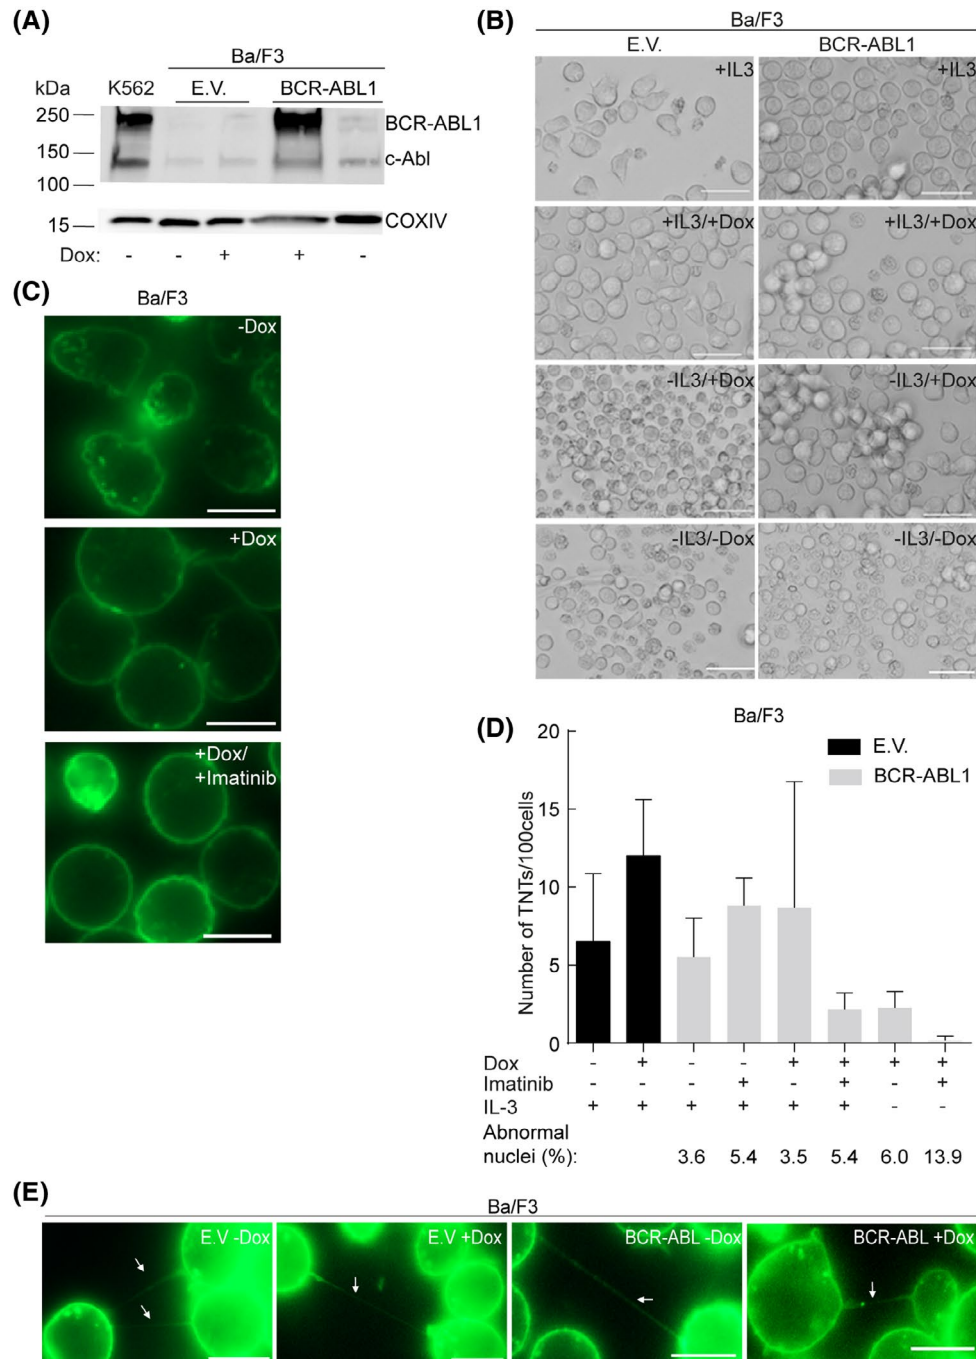 (A)
Ba/F3
kDa K562 E.V. BCR-ABL1
250
BCR-ABL1
150
c-Abl
100
15
COXIV
Dox: - - + + -
(B)
Ba/F3
E.V. BCR-ABL1
+IL3 +IL3
+IL3/+Dox +IL3/+Dox
-IL3/+Dox -IL3/+Dox
-IL3/-Dox -IL3/-Dox
(C)
Ba/F3
-Dox
+Dox
+Dox/
+Imatinib
(D)
Ba/F3
E.V.
BCR-ABL1
Number of TNTs/100cells
20
15
10
5
0
Dox - + - - + + + +
Imatinib - - - + - + - +
IL-3 + + + + + + - -
Abnormal
nuclei (%): 3.6 5.4 3.5 5.4 6.0 13.9
(E)
Ba/F3
E.V -Dox E.V +Dox BCR-ABL -Dox BCR-ABL +Dox